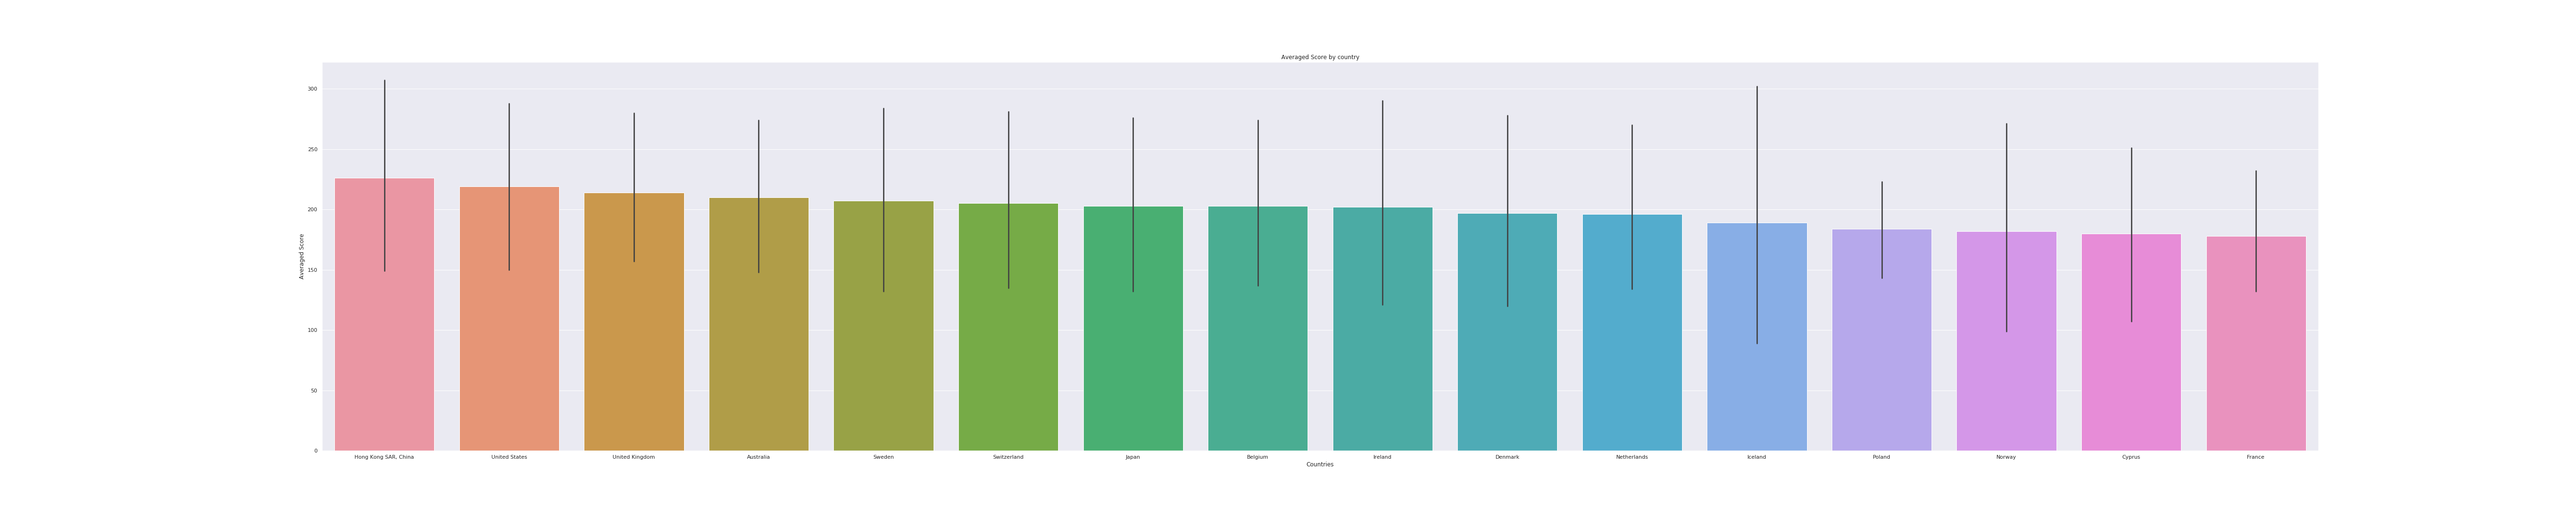 Averaged Score by country
300
250
200
150
100
50
0
Averaged Score
Hong Kong SAR, China United States United Kingdom Australia Sweden Switzerland Japan Belgium Ireland Denmark Netherlands Iceland Poland Norway Cyprus France
Countries